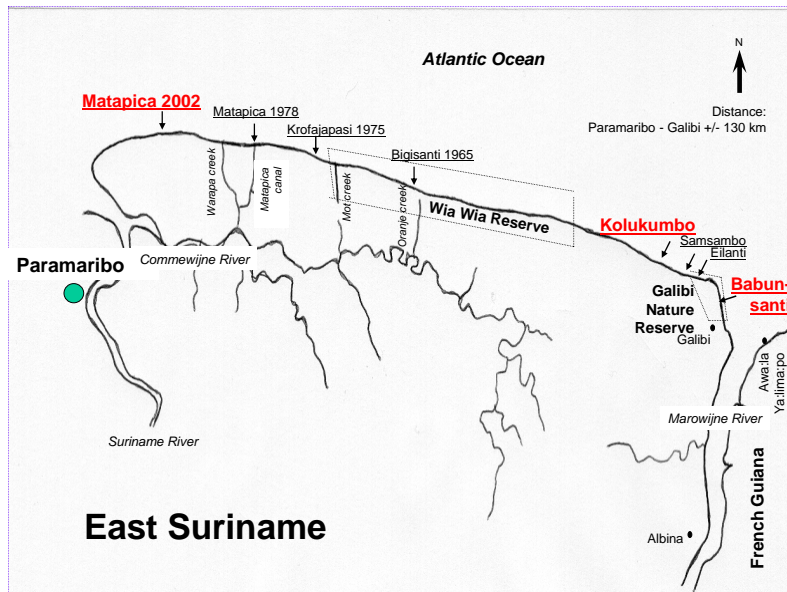 Atlantic Ocean
N
Matapica 2002
Matapica 1978
Distance:
Paramaribo - Galibi +/- 130 km
Krofajapasi 1975
Bigisanti 1965
Warapa creek
Matapica
canal
Mot creek
Oranje creek
Wia Wia Reserve
Kolukumbo
Samsambo
Eilanti
Paramaribo
Commewijne River
Babun-
santi
Galibi
Nature
Reserve
Galibi
Awa:la
Ya:lima:po
Marowijne River
Suriname River
French Guiana
East Suriname
Albina